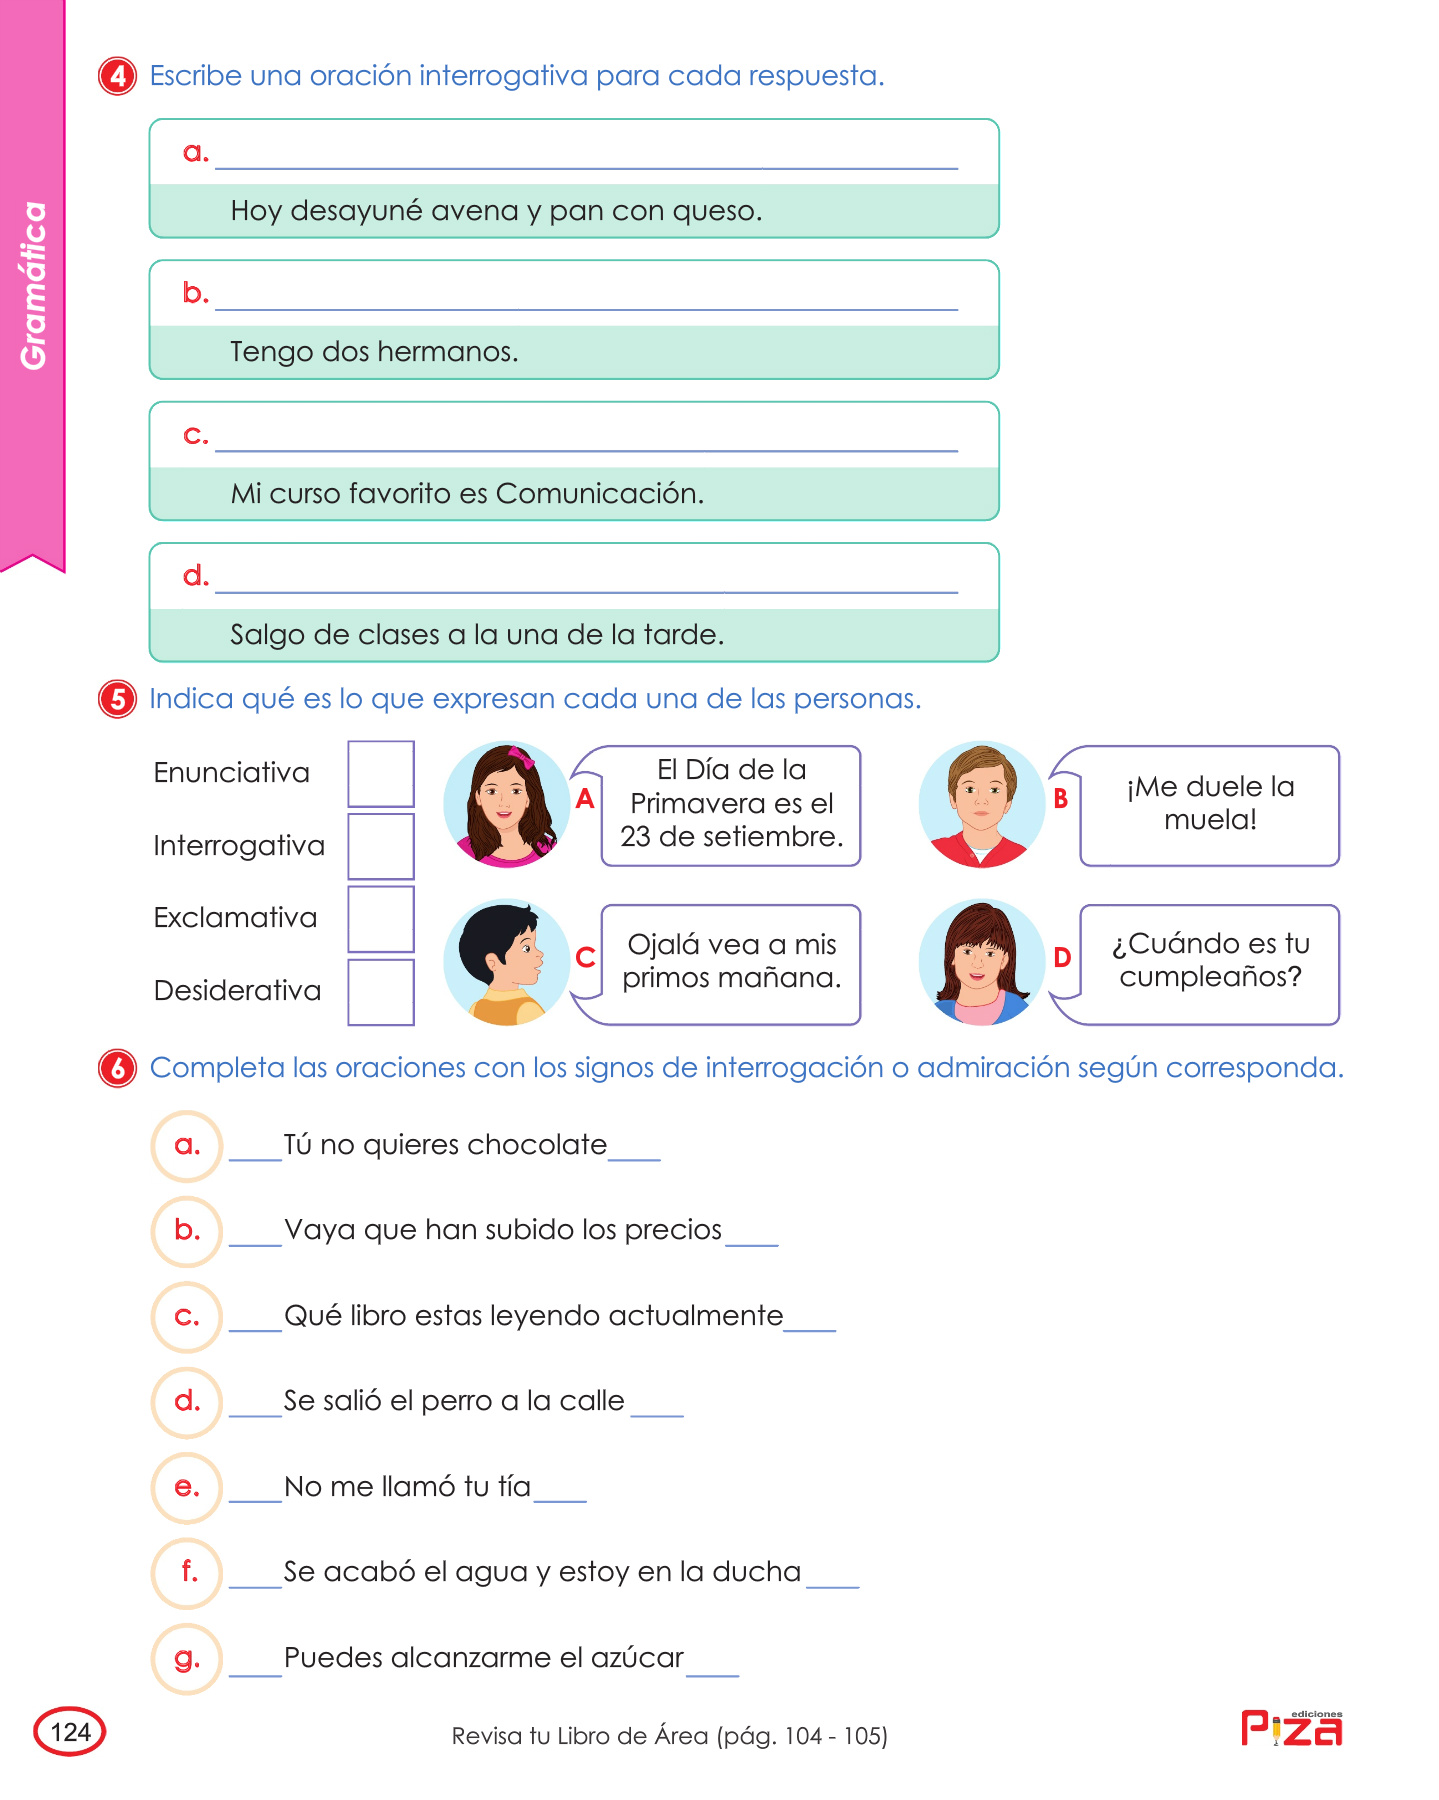 Gramática
4 Escribe una oración interrogativa para cada respuesta.
a. ____
Hoy desayuné avena y pan con queso.
b. ____
Tengo dos hermanos.
c. ____
Mi curso favorito es Comunicación.
d. ____
Salgo de clases a la una de la tarde.
5 Indica qué es lo que expresan cada una de las personas.
Enunciativa
Interrogativa
Exclamativa
Desiderativa
A
El Día de la
Primavera es el
23 de setiembre.
B
¡Me duele la
muela!
C
Ojalá vea a mis
primos mañana.
D
¿Cuándo es tu
cumpleaños?
6 Completa las oraciones con los signos de interrogación o admiración según corresponda.
a. ____Tú no quieres chocolate____
b. ____Vaya que han subido los precios____
c. ____Qué libro estas leyendo actualmente____
d. ____Se salió el perro a la calle ____
e. ____No me llamó tu tía____
f. ____Se acabó el agua y estoy en la ducha____
g. ____Puedes alcanzarme el azúcar____
124
Revisa tu Libro de Área (pág. 104 - 105)
ediciones
Piza